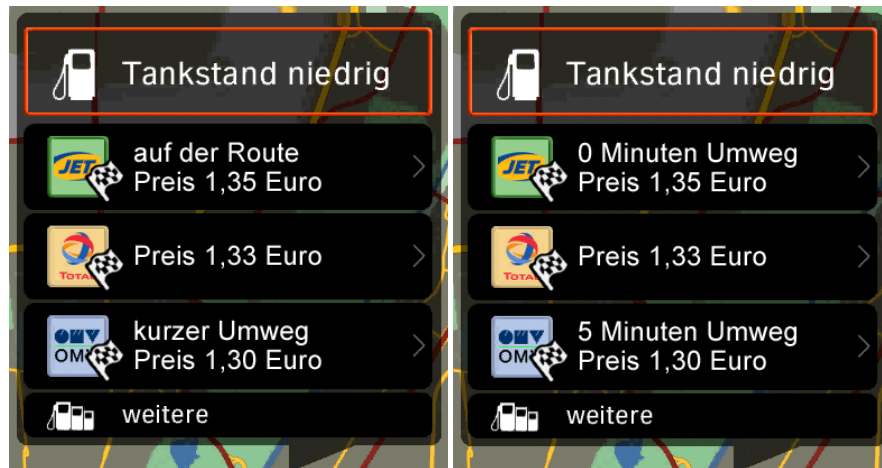 Tankstand niedrig
JET
auf der Route
Preis 1,35 Euro
TOTAL
Preis 1,33 Euro
OMV
OMV
kurzer Umweg
Preis 1,30 Euro
weitere
Tankstand niedrig
JET
0 Minuten Umweg
Preis 1,35 Euro
TOTAL
Preis 1,33 Euro
OMV
OMV
5 Minuten Umweg
Preis 1,30 Euro
weitere